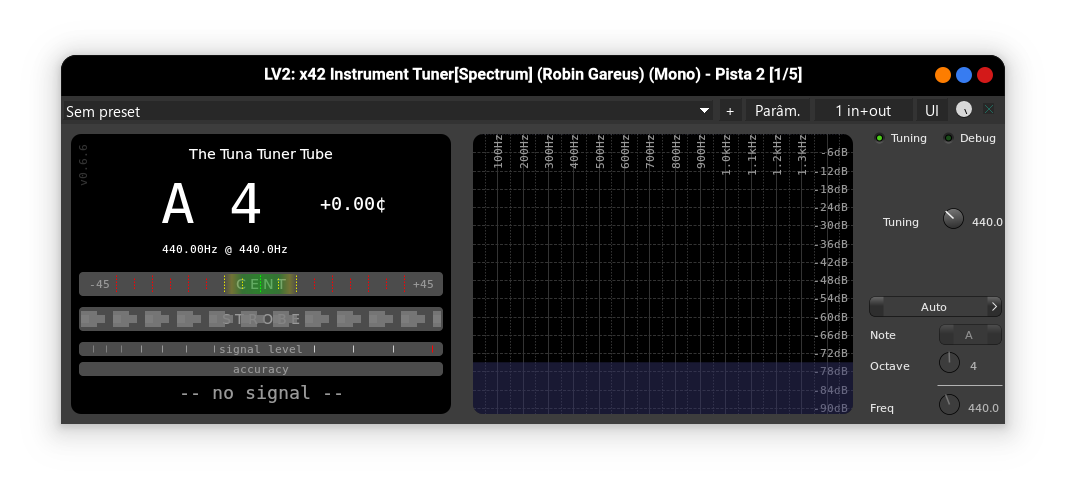 LV2: x42 Instrument Tuner[Spectrum] (Robin Gareus) (Mono) - Pista 2 [1/5]
Sem preset
+
Parâm.
1 in+out
UI
v0.6.6
The Tuna Tuner Tube
A 4
+0.00¢
440.00Hz @ 440.0Hz
-45
CENT
+45
STROBE
signal level
accuracy
-- no signal --
100Hz
200Hz
300Hz
400Hz
500Hz
600Hz
700Hz
800Hz
900Hz
1.0kHz
1.1kHz
1.2kHz
1.3kHz
-6dB
-12dB
-18dB
-24dB
-30dB
-36dB
-42dB
-48dB
-54dB
-60dB
-66dB
-72dB
-78dB
-84dB
-90dB
Tuning
Debug
Tuning
440.0
Auto
Note
A
Octave
4
Freq
440.0